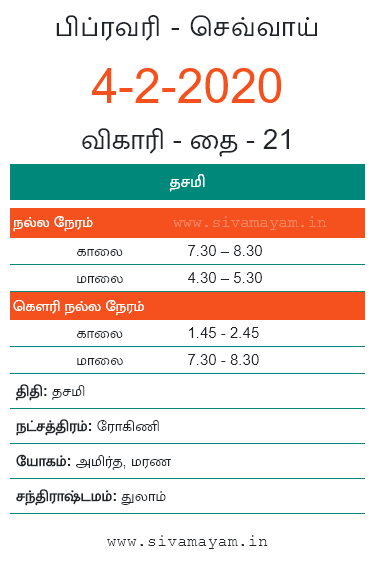 பிப்ரவரி - செவ்வாய்
4-2-2020
விகாரி - தை - 21
தசமி
நல்ல நேரம் www.sivamayam.in
காலை 7.30 – 8.30
மாலை 4.30 – 5.30
கௌரி நல்ல நேரம்
காலை 1.45 - 2.45
மாலை 7.30 - 8.30
திதி: தசமி
நட்சத்திரம்: ரோகிணி
யோகம்: அமிர்த, மரண
சந்திராஷ்டமம்: துலாம்
www.sivamayam.in